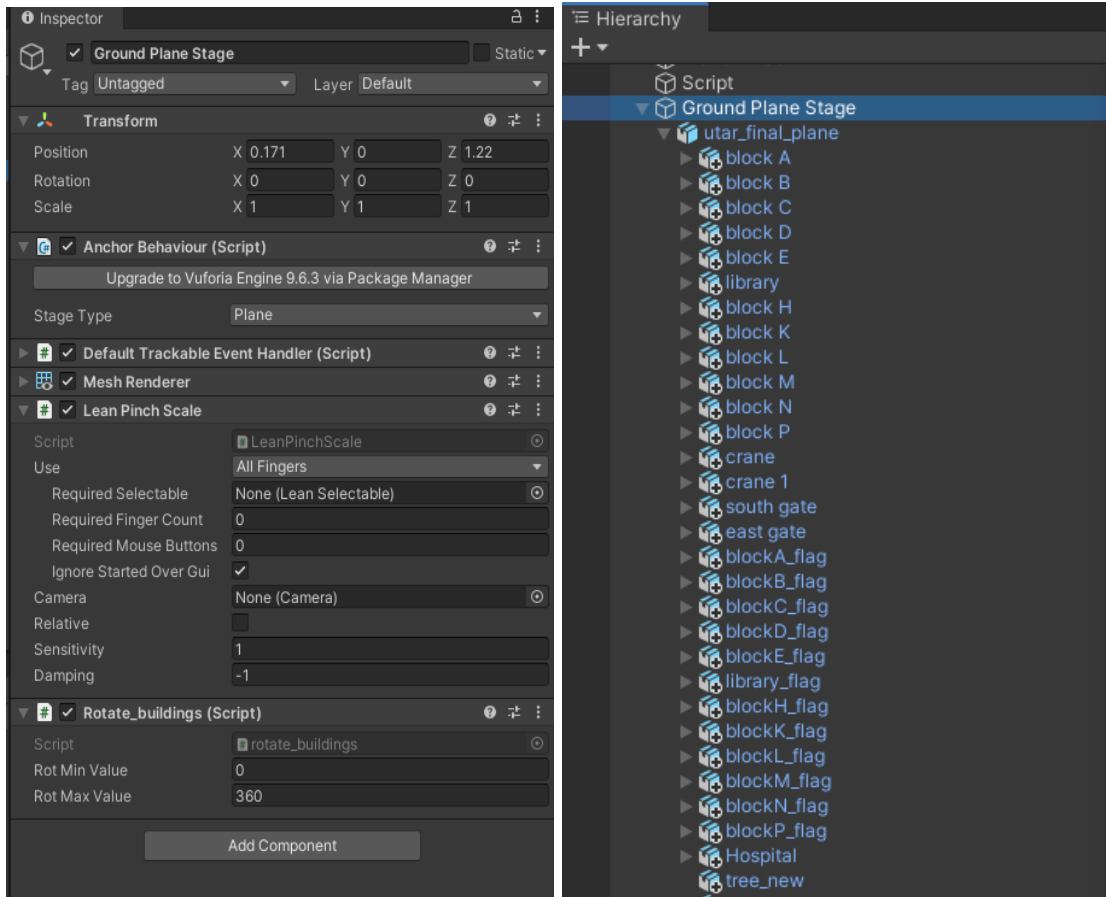 Inspector
Ground Plane Stage Static
Tag Untagged Layer Default
Transform
Position X 0.171 Y 0 Z 1.22
Rotation X 0 Y 0 Z 0
Scale X 1 Y 1 Z 1
Anchor Behaviour (Script)
Upgrade to Vuforia Engine 9.6.3 via Package Manager
Stage Type Plane
# Default Trackable Event Handler (Script)
Mesh Renderer
# Lean Pinch Scale
Script LeanPinchScale
Use All Fingers
Required Selectable None (Lean Selectable)
Required Finger Count 0
Required Mouse Buttons 0
Ignore Started Over Gui
Camera None (Camera)
Relative
Sensitivity 1
Damping -1
# Rotate_buildings (Script)
Script rotate_buildings
Rot Min Value 0
Rot Max Value 360
Add Component
Hierarchy
Script
Ground Plane Stage
utar_final_plane
block A
block B
block C
block D
block E
library
block H
block K
block L
block M
block N
block P
crane
crane 1
south gate
east gate
blockA_flag
blockB_flag
blockC_flag
blockD_flag
blockE_flag
library_flag
blockH_flag
blockK_flag
blockL_flag
blockM_flag
blockN_flag
blockP_flag
Hospital
tree_new